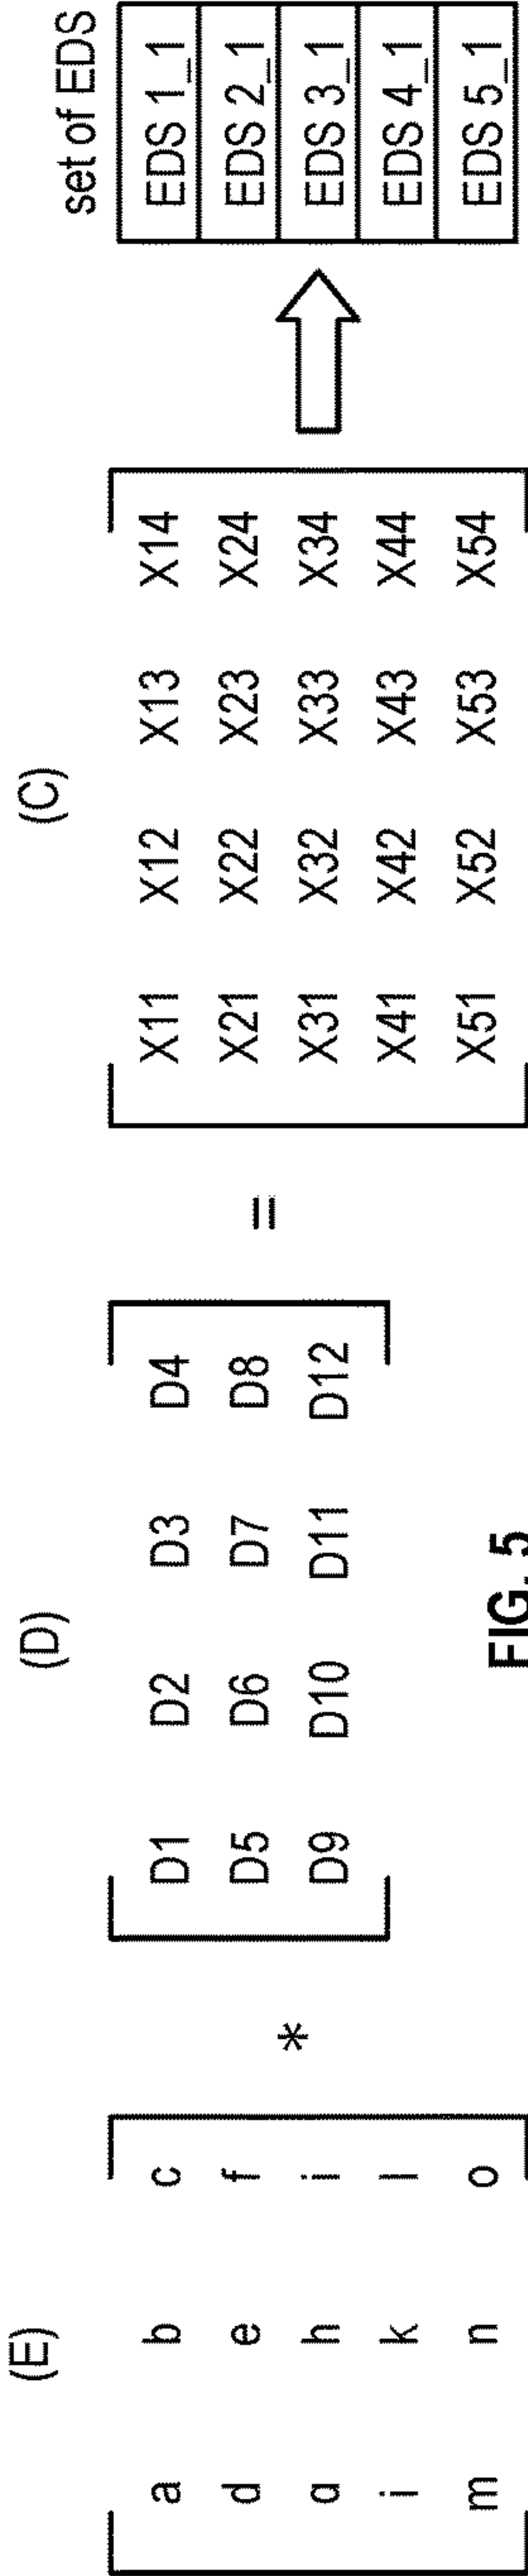 (E) (D) (C) set of EDS
a b c
d e f
g h i
j k l
m n o
*
D1 D2 D3 D4
D5 D6 D7 D8
D9 D10 D11 D12
=
X11 X12 X13 X14
X21 X22 X23 X24
X31 X32 X33 X34
X41 X42 X43 X44
X51 X52 X53 X54
EDS 1_1
EDS 2_1
EDS 3_1
EDS 4_1
EDS 5_1
FIG. 5